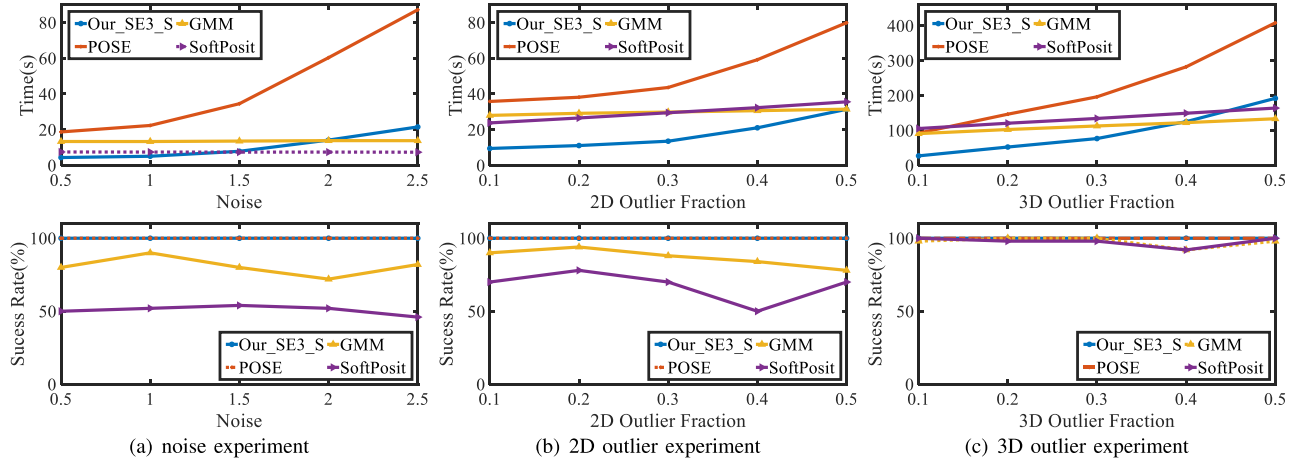 80
60
40
20
0
Time(s)
Our_SE3_S
GMM
POSE
SoftPosit
0.5 1 1.5 2 2.5
Noise
80
60
40
20
0
Time(s)
Our_SE3_S
GMM
POSE
SoftPosit
0.1 0.2 0.3 0.4 0.5
2D Outlier Fraction
400
300
200
100
0
Time(s)
Our_SE3_S
GMM
POSE
SoftPosit
0.1 0.2 0.3 0.4 0.5
3D Outlier Fraction
100
50
0
Sucess Rate(%)
Our_SE3_S
GMM
POSE
SoftPosit
0.5 1 1.5 2 2.5
Noise
(a) noise experiment
100
50
0
Sucess Rate(%)
Our_SE3_S
GMM
POSE
SoftPosit
0.1 0.2 0.3 0.4 0.5
2D Outlier Fraction
(b) 2D outlier experiment
100
50
0
Sucess Rate(%)
Our_SE3_S
GMM
POSE
SoftPosit
0.1 0.2 0.3 0.4 0.5
3D Outlier Fraction
(c) 3D outlier experiment